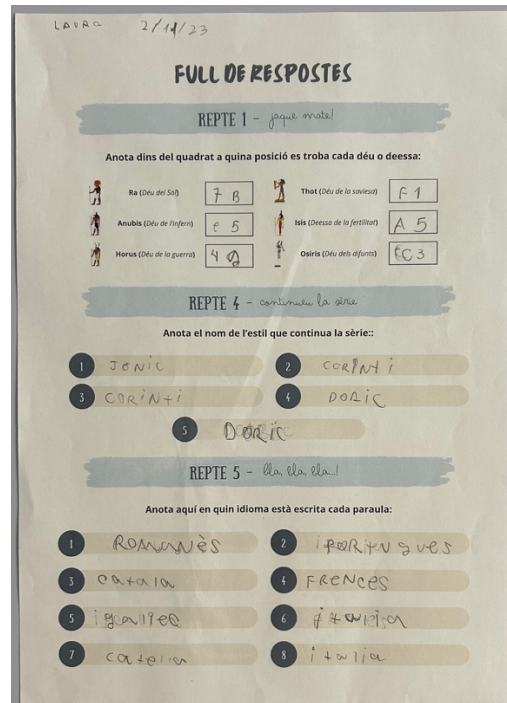 LAURA 2/11/23
FULL DE RESPOSTES
REPTE 1 - jaque mate!
Anota dins del quadrat a quina posició es troba cada déu o deessa:
Ra (Déu del Sol) 7 B Thot (Déu de la saviesa) F 1
Anubis (Déu de l'infern) e 5 Isis (Deessa de la fertilitat) A 5
Horus (Déu de la guerra) 4 Osiris (Déu dels difunts) C 3
REPTE 4 - continueu la sèrie
Anota el nom de l'estil que continua la sèrie::
1 JONIC 2 CORINTI
3 CORINTI 4 DORIC
5 DORIC
REPTE 5 - bla, bla, bla!
Anota aquí en quin idioma està escrita cada paraula:
1 ROMANÈS 2 PORTUGUES
3 catala 4 FRENCES
5 6
7 8 italia